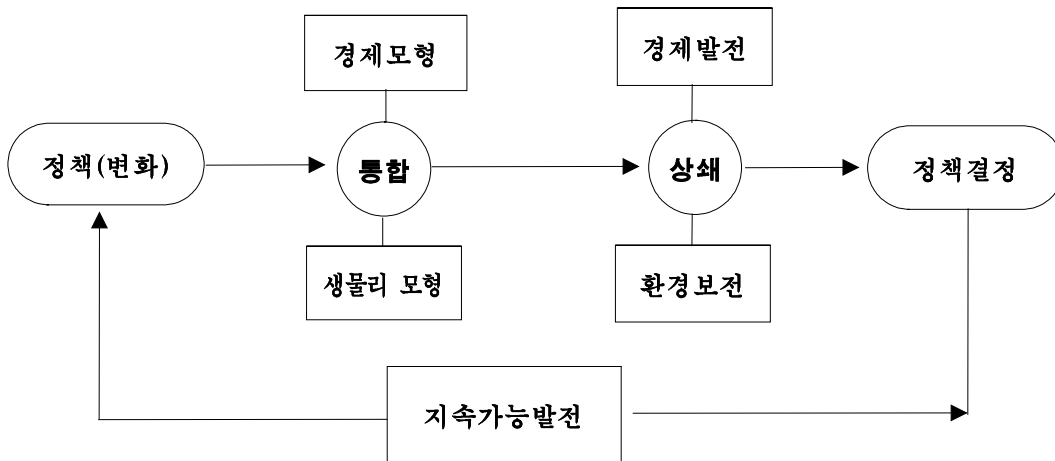 경제모형
경제발전
정책(변화)
통합
상쇄
정책결정
생물리 모형
환경보전
지속가능발전